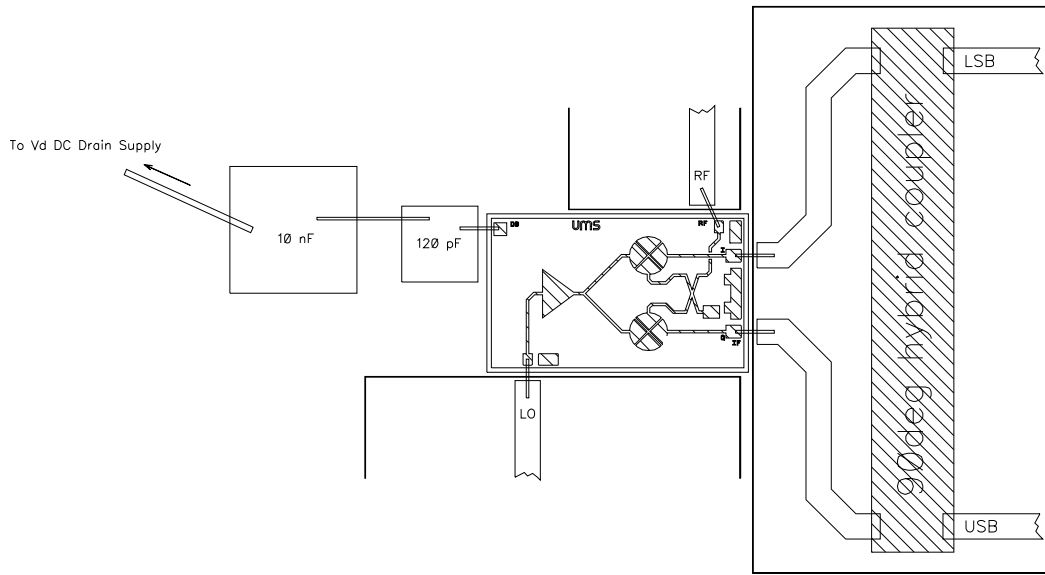 LSB
To Vd DC Drain Supply
RF
10 nF
120 pF
DB
UMS
RF
I
Q
IF
LO
90deg hybrid coupler
USB